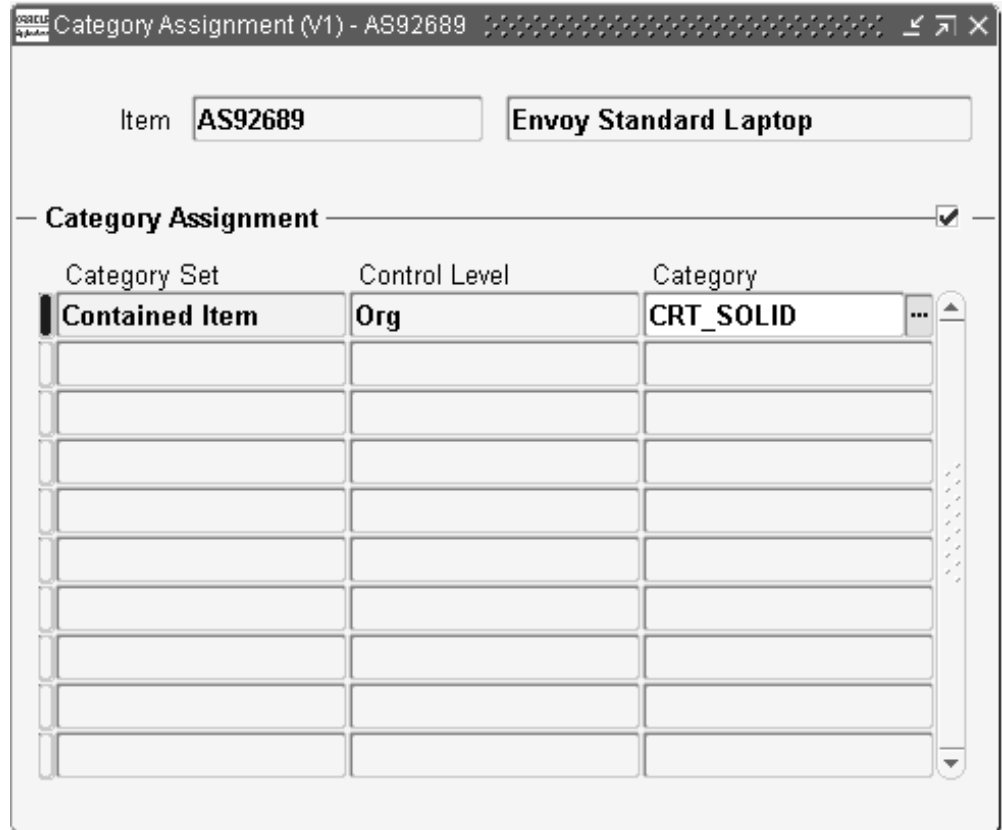 ORACLE Category Assignment (V1) - AS92689
Item AS92689 Envoy Standard Laptop
Category Assignment
Category Set Control Level Category
Contained Item Org CRT_SOLID ...